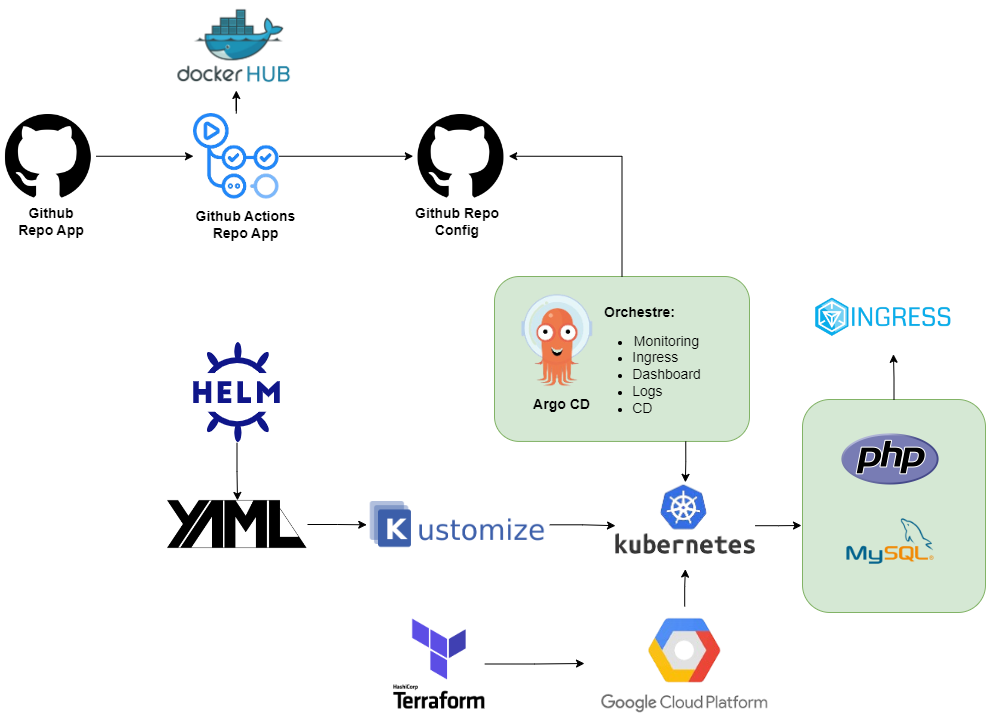 docker HUB
Github
Repo App
Github Actions
Repo App
Github Repo
Config
Orchestre:
Monitoring
Ingress
Dashboard
Logs
CD
Argo CD
INGRESS
HELM
php
YAML
Kustomize
kubernetes
MySQL®
HashiCorp
Terraform
Google Cloud Platform